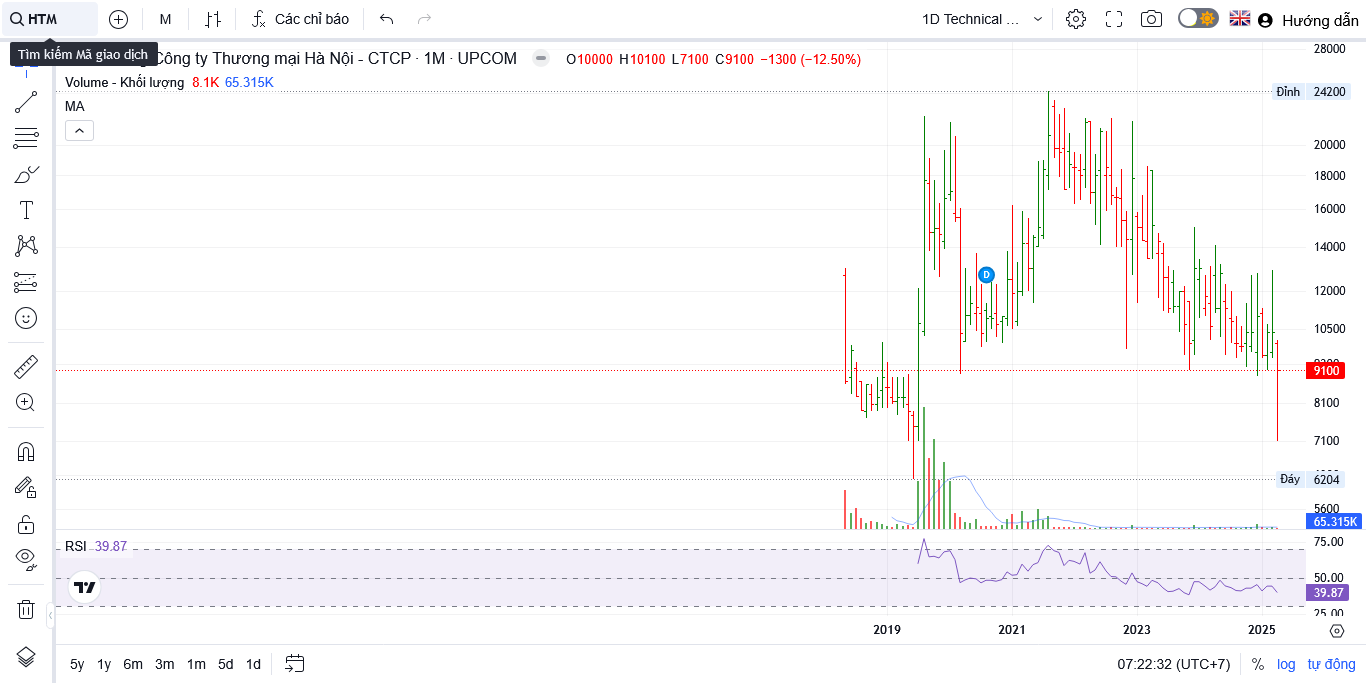 HTM
M
Các chỉ báo
1D Technical ...
Hướng dẫn
Tìm kiếm Mã giao dịch
Công ty Thương mại Hà Nội - CTCP · 1M · UPCOM
O10000 H10100 L7100 C9100 −1300 (−12.50%)
Volume - Khối lượng 8.1K 65.315K
MA
28000
Đỉnh 24200
20000
18000
16000
14000
D
12000
10500
9100
8100
7100
Đáy 6204
5600
65.315K
RSI 39.87
75.00
50.00
39.87
25.00
2019 2021 2023 2025
5y 1y 6m 3m 1m 5d 1d
07:22:32 (UTC+7) % log tự động